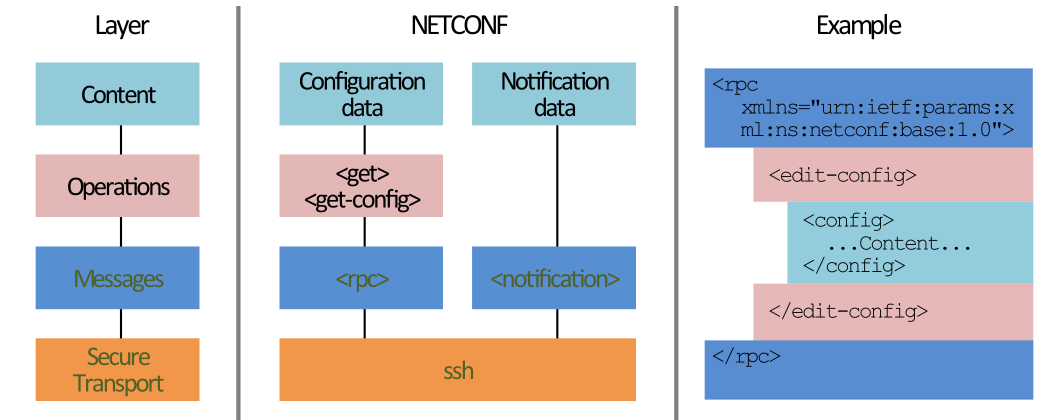 Layer
Content
Operations
Messages
Secure
Transport
NETCONF
Configuration
data
Notification
data
<get>
<get-config>
<rpc>
<notification>
ssh
Example
<rpc
xmlns="urn:ietf:params:x
ml:ns:netconf:base:1.0">
<edit-config>
<config>
...Content...
</config>
</edit-config>
</rpc>